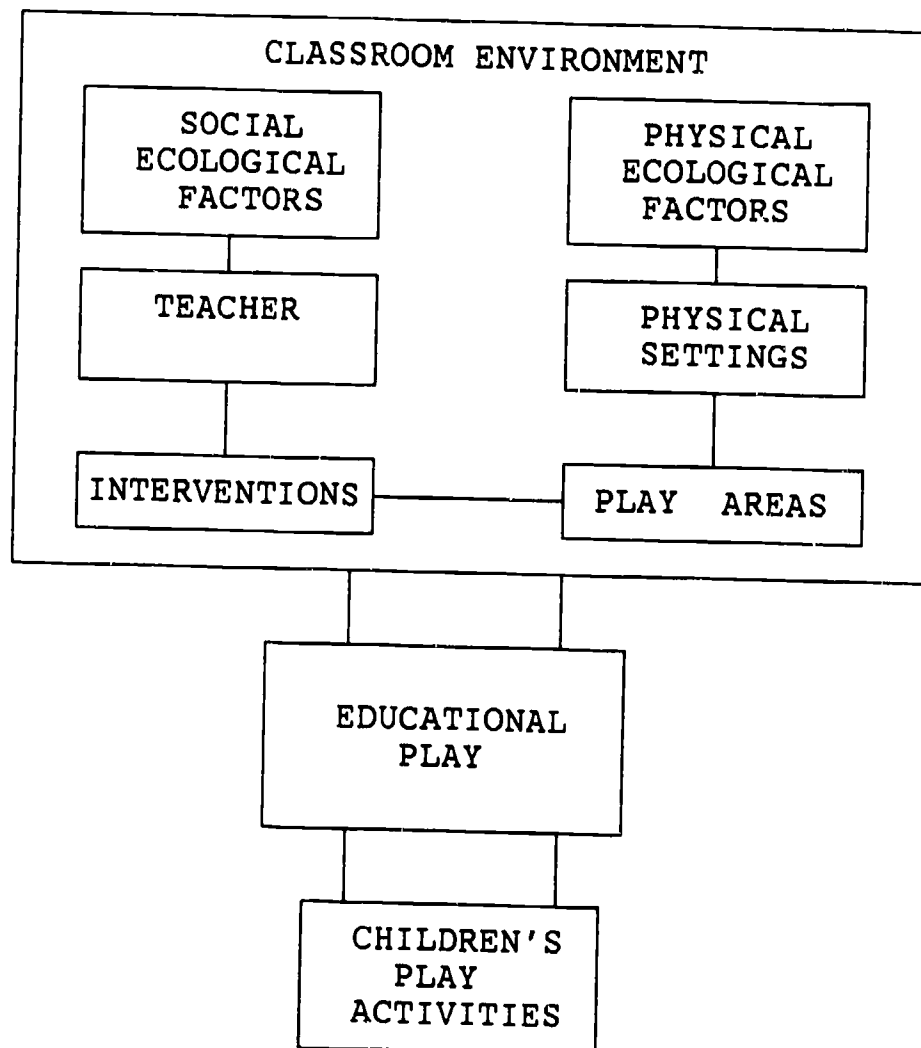 CLASSROOM ENVIRONMENT
SOCIAL
ECOLOGICAL
FACTORS
PHYSICAL
ECOLOGICAL
FACTORS
TEACHER
PHYSICAL
SETTINGS
INTERVENTIONS
PLAY AREAS
EDUCATIONAL
PLAY
CHILDREN'S
PLAY
ACTIVITIES